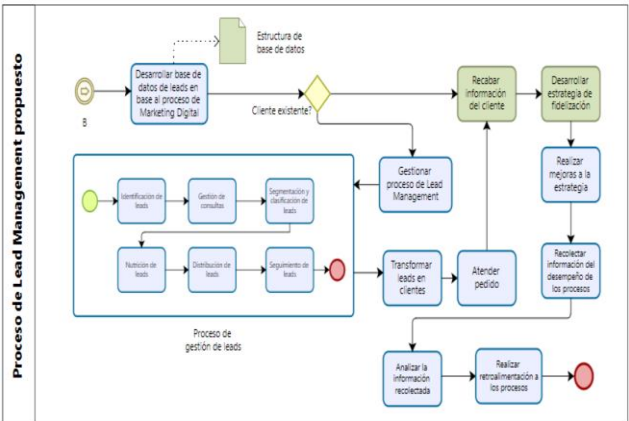 Proceso de Lead Management propuesto
Estructura de
base de datos
Desarrollar base de
datos de leads en
base al proceso de
Marketing Digital
B
Cliente existente?
Recabar
información
del cliente
Desarrollar
estrategia de
fidelización
Gestionar
proceso de Lead
Management
Realizar
mejoras a la
estrategia
Identificación de
leads
Gestión de
consultas
Segmentación y
clasificación de
leads
Nutrición de
leads
Distribución de
leads
Seguimiento de
leads
Proceso de
gestión de leads
Transformar
leads en
clientes
Atender
pedido
Recolectar
información del
desempeño de
los procesos
Analizar la
información
recolectada
Realizar
retroalimentación a
los procesos